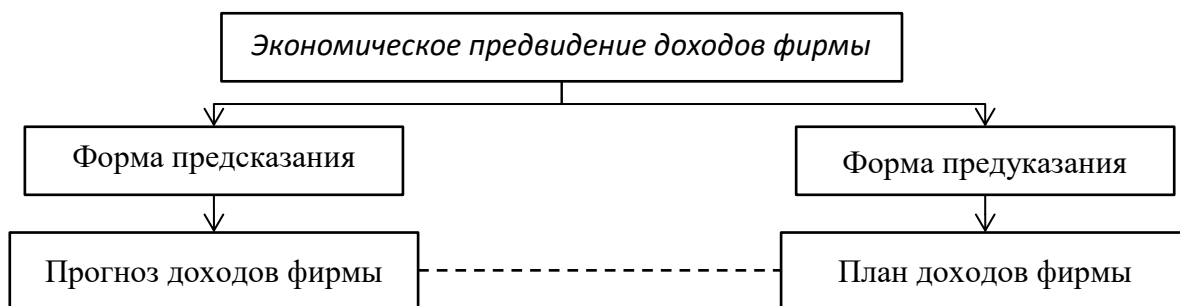 Экономическое предвидение доходов фирмы
Форма предсказания
Форма предуказания
Прогноз доходов фирмы
План доходов фирмы